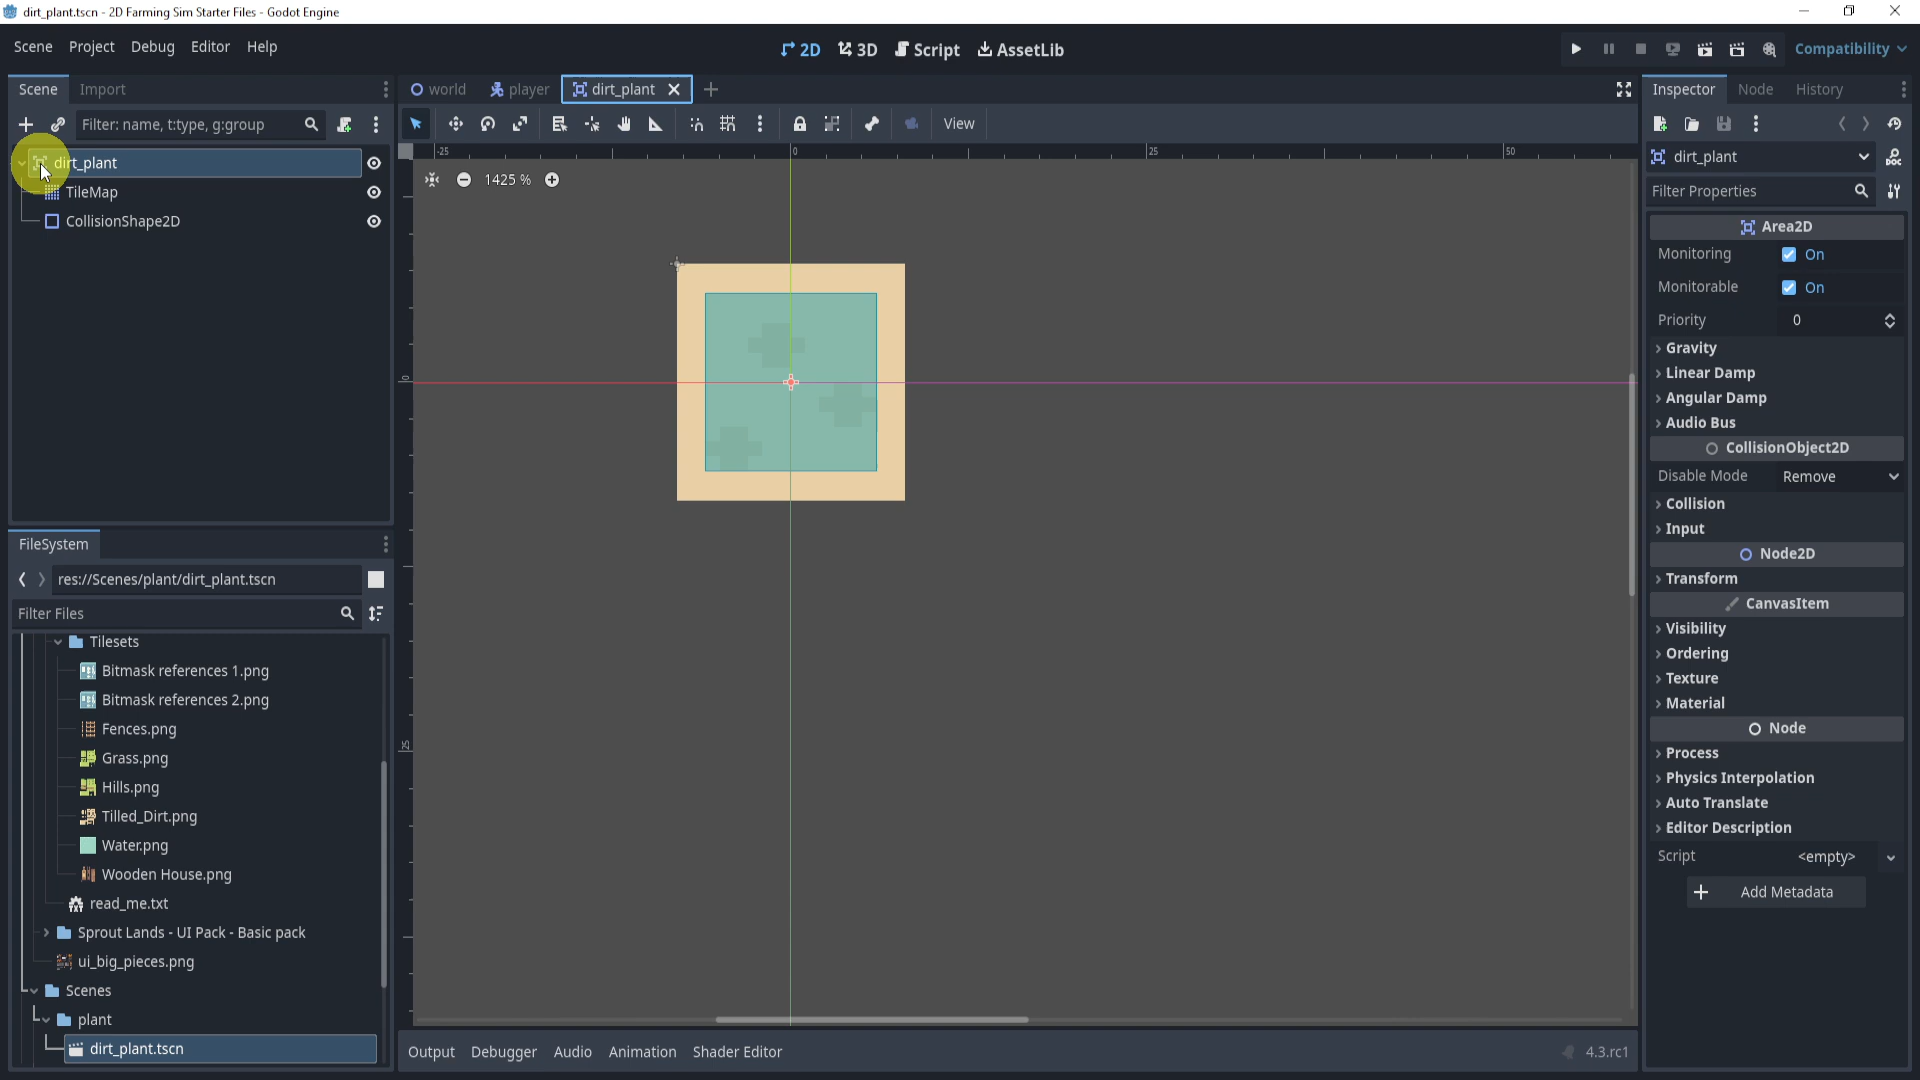 dirt_plant.tscn - 2D Farming Sim Starter Files - Godot Engine
Scene Project Debug Editor Help
2D 3D Script AssetLib
Compatibility
Scene Import
world player dirt_plant
Inspector Node History
Filter: name, t:type, g:group
View
dirt_plant
TileMap
CollisionShape2D
-25 0 25 50
1425 %
0
25
dirt_plant
Filter Properties
Area2D
Monitoring On
Monitorable On
Priority 0
Gravity
Linear Damp
Angular Damp
Audio Bus
CollisionObject2D
Disable Mode Remove
Collision
Input
Node2D
Transform
CanvasItem
Visibility
Ordering
Texture
Material
Node
Process
Physics Interpolation
Auto Translate
Editor Description
Script <empty>
Add Metadata
FileSystem
res://Scenes/plant/dirt_plant.tscn
Filter Files
Tilesets
Bitmask references 1.png
Bitmask references 2.png
Fences.png
Grass.png
Hills.png
Tilled_Dirt.png
Water.png
Wooden House.png
read_me.txt
Sprout Lands - UI Pack - Basic pack
ui_big_pieces.png
Scenes
plant
dirt_plant.tscn
Output Debugger Audio Animation Shader Editor
4.3.rc1